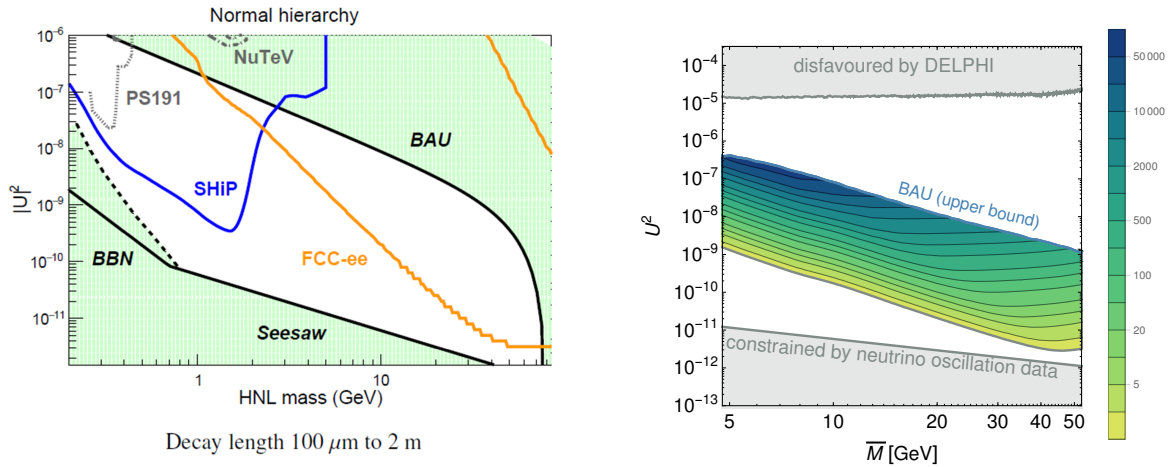 Normal hierarchy
|U|²
10⁻⁶
10⁻⁷
10⁻⁸
10⁻⁹
10⁻¹⁰
10⁻¹¹
NuTeV
PS191
BAU
SHiP
BBN
FCC-ee
Seesaw
1
10
HNL mass (GeV)
Decay length 100 μm to 2 m
U²
10⁻⁴
10⁻⁵
10⁻⁶
10⁻⁷
10⁻⁸
10⁻⁹
10⁻¹⁰
10⁻¹¹
10⁻¹²
10⁻¹³
disfavoured by DELPHI
BAU (upper bound)
constrained by neutrino oscillation data
5
10
20
30
40
50
M̅ [GeV]
50 000
10 000
2000
500
100
20
5